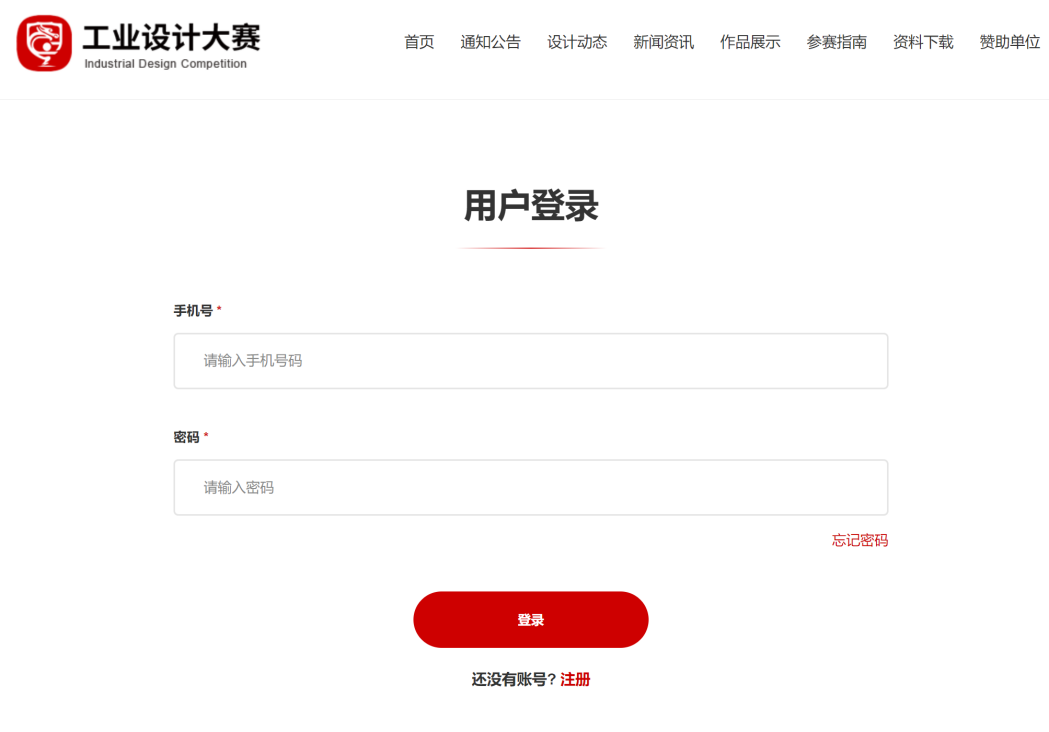 工业设计大赛
Industrial Design Competition
首页 通知公告 设计动态 新闻资讯 作品展示 参赛指南 资料下载 赞助单位
用户登录
手机号 *
请输入手机号码
密码 *
请输入密码
忘记密码
登录
还没有账号? 注册